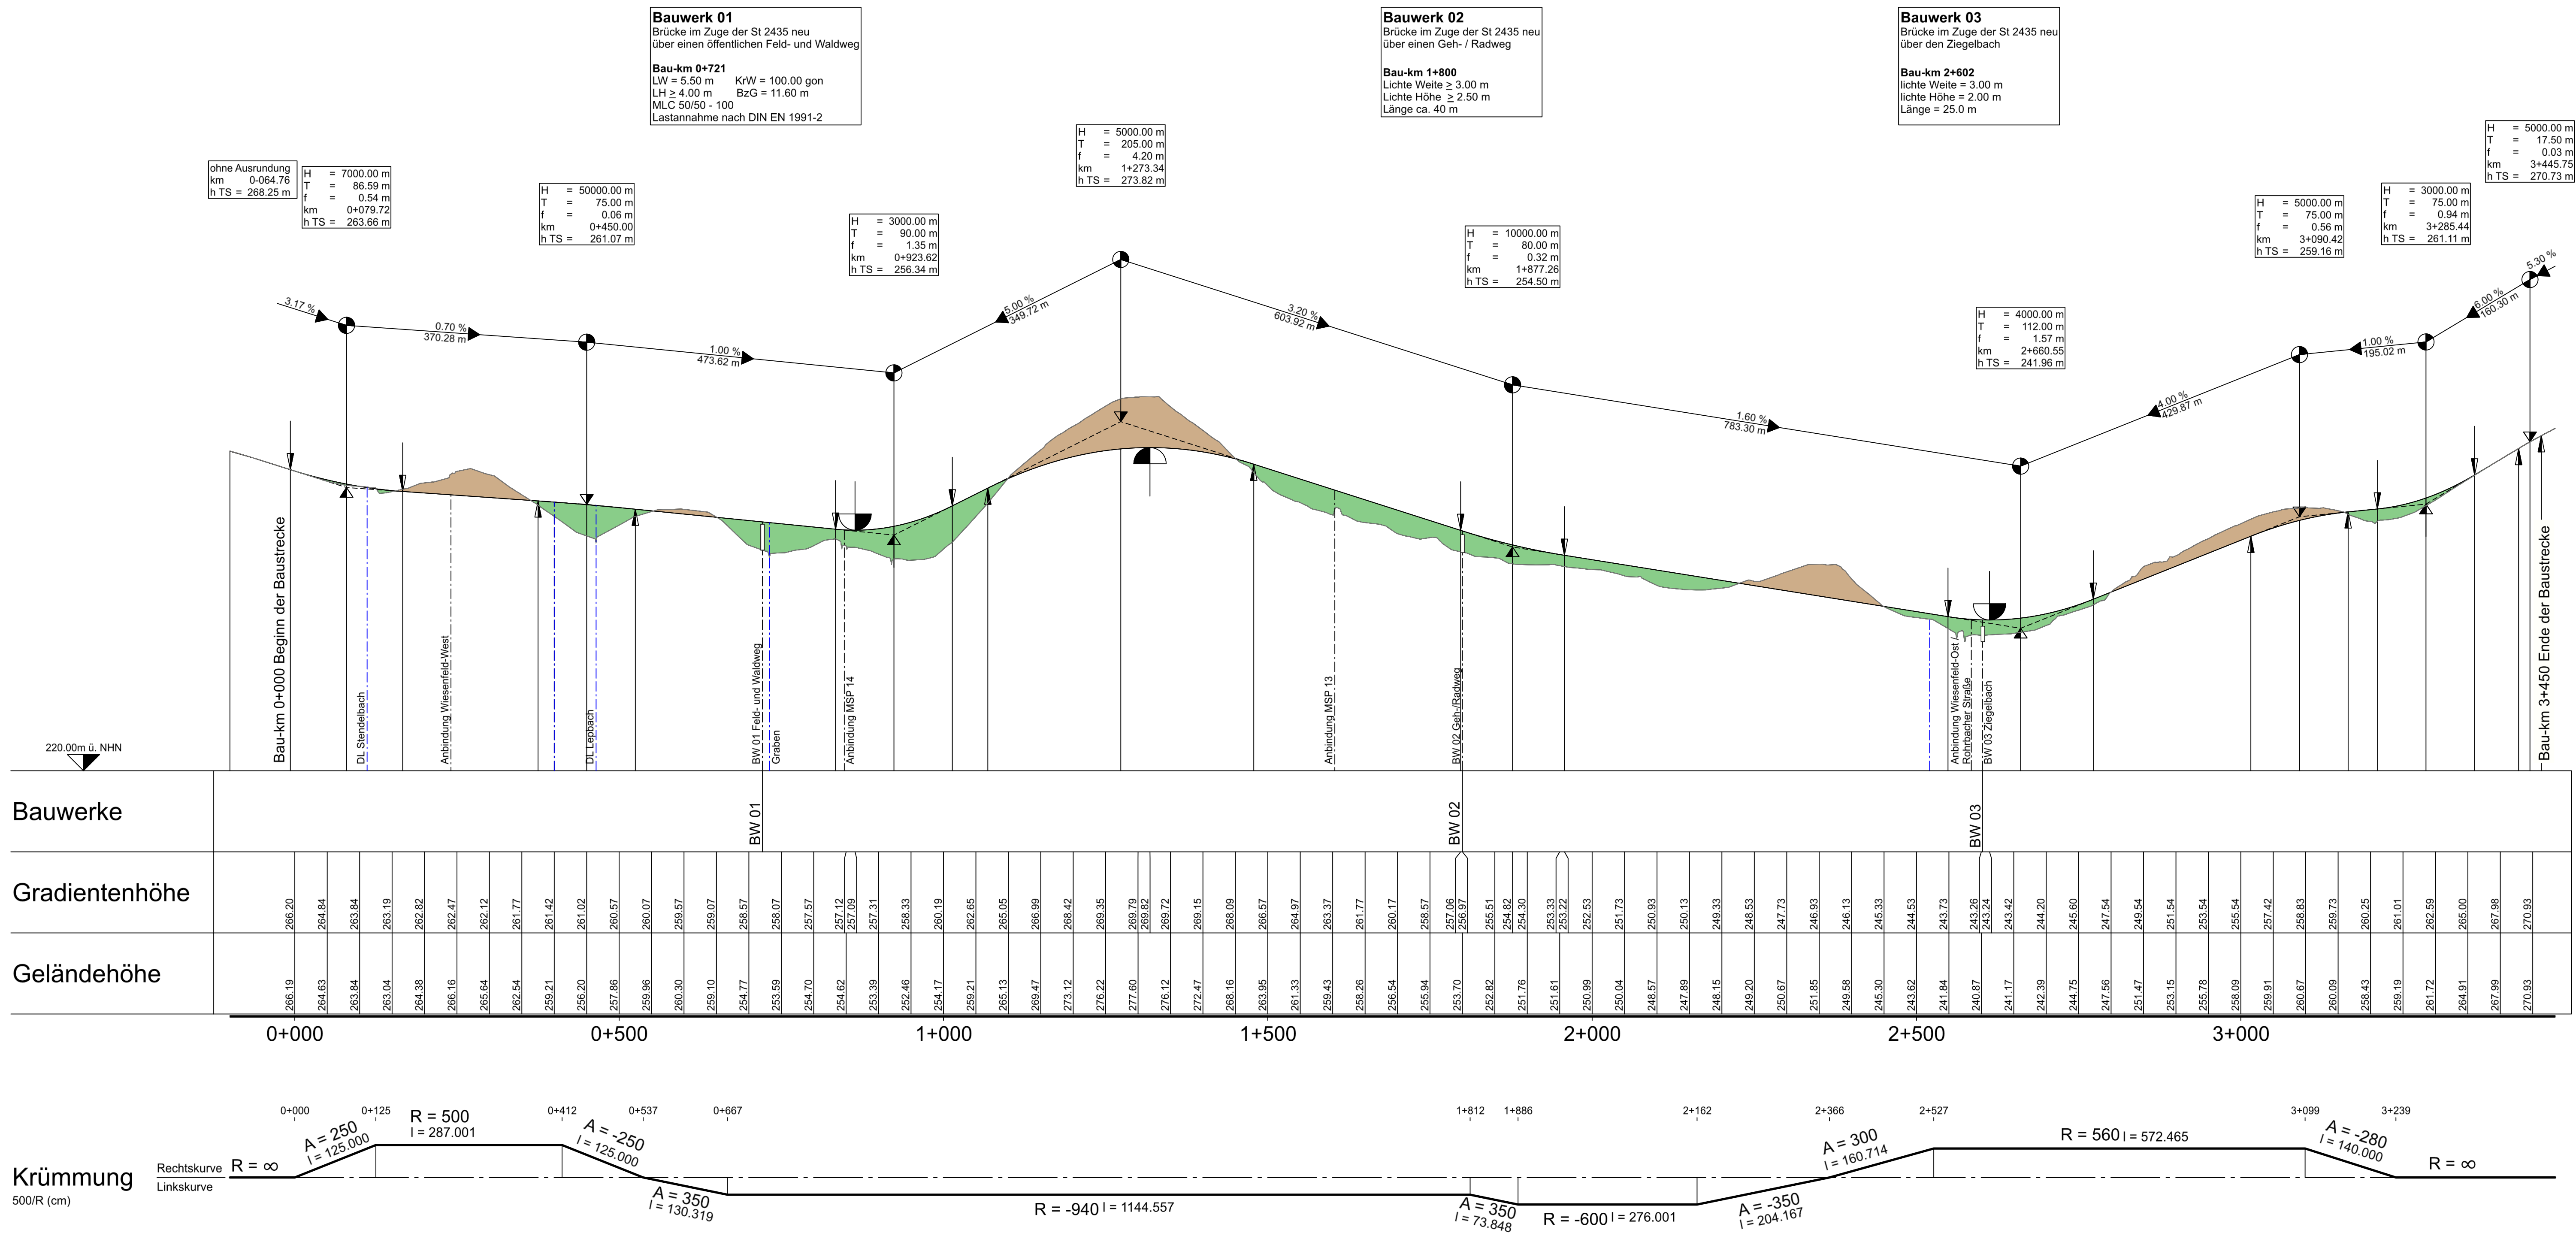 Bauwerk 01
Brücke im Zuge der St 2435 neu
über einen öffentlichen Feld- und Waldweg
Bau-km 0+721
LW = 5.50 m KrW = 100.00 gon
LH ≥ 4.00 m BzG = 11.60 m
MLC 50/50 - 100
Lastannahme nach DIN EN 1991-2
Bauwerk 02
Brücke im Zuge der St 2435 neu
über einen Geh- / Radweg
Bau-km 1+800
Lichte Weite ≥ 3.00 m
Lichte Höhe ≥ 2.50 m
Länge ca. 40 m
Bauwerk 03
Brücke im Zuge der St 2435 neu
über den Ziegelbach
Bau-km 2+602
lichte Weite = 3.00 m
lichte Höhe = 2.00 m
Länge = 25.0 m
ohne Ausrundung
km 0-064.76
h TS = 268.25 m
H = 7000.00 m
T = 86.59 m
f = 0.54 m
km 0+079.72
h TS = 263.66 m
H = 50000.00 m
T = 75.00 m
f = 0.06 m
km 0+450.00
h TS = 261.07 m
H = 3000.00 m
T = 90.00 m
f = 1.35 m
km 0+923.62
h TS = 256.34 m
H = 5000.00 m
T = 205.00 m
f = 4.20 m
km 1+273.34
h TS = 273.82 m
H = 10000.00 m
T = 80.00 m
f = 0.32 m
km 1+877.26
h TS = 254.50 m
H = 4000.00 m
T = 112.00 m
f = 1.57 m
km 2+660.55
h TS = 241.96 m
H = 5000.00 m
T = 75.00 m
f = 0.56 m
km 3+090.42
h TS = 259.16 m
H = 3000.00 m
T = 75.00 m
f = 0.94 m
km 3+285.44
h TS = 261.11 m
H = 5000.00 m
T = 17.50 m
f = 0.03 m
km 3+445.75
h TS = 270.73 m
3.17 %
0.70 %
370.28 m
1.00 %
473.62 m
5.00 %
349.72 m
3.20 %
603.92 m
1.60 %
783.30 m
4.00 %
429.87 m
1.00 %
195.02 m
6.00 %
160.30 m
5.30 %
220.00m ü. NHN
Bau-km 0+000 Beginn der Baustrecke
DL Stendelbach
Anbindung Wiesenfeld-West
DL Lepbach
BW 01 Feld- und Waldweg
Graben
Anbindung MSP 14
Anbindung MSP 13
BW 02 Geh-/Radweg
Anbindung Wiesenfeld-Ost /
Rohrbacher Straße
BW 03 Ziegelbach
Bau-km 3+450 Ende der Baustrecke
Bauwerke
BW 01
BW 02
BW 03
Gradientenhöhe
266.20 264.84 263.84 263.19 262.82 262.47 262.12 261.77 261.42 261.02 260.57 260.07 259.57 259.07 258.57 258.07 257.57 257.12 257.09 257.31 258.33 260.19 262.65 265.05 266.99 268.42 269.35 269.79 269.82 269.72 269.15 268.09 266.57 264.97 263.37 261.77 260.17 258.57 257.06 256.97 255.51 254.82 254.30 253.33 253.22 252.53 251.73 250.93 250.13 249.33 248.53 247.73 246.93 246.13 245.33 244.53 243.73 243.26 243.24 243.42 244.20 245.60 247.54 249.54 251.54 253.54 255.54 257.42 258.83 259.73 260.25 261.01 262.59 265.00 267.98 270.93
Geländehöhe
266.19 264.63 263.84 263.04 264.38 266.16 265.64 262.54 259.21 256.20 257.86 259.96 260.30 259.10 254.77 253.59 254.70 254.62 253.39 252.46 254.17 259.21 265.13 269.47 273.12 276.22 277.60 276.12 272.47 268.16 263.95 261.33 259.43 258.26 256.54 255.94 253.70 252.82 251.76 251.61 250.99 250.04 248.57 247.89 248.15 249.20 250.67 251.85 249.58 245.30 243.62 241.84 240.87 241.17 242.39 244.75 247.56 251.47 253.15 255.78 258.09 259.91 260.67 260.09 258.43 259.19 261.72 264.91 267.99 270.93
0+000 0+500 1+000 1+500 2+000 2+500 3+000
0+000 0+125 0+412 0+537 0+667 1+812 1+886 2+162 2+366 2+527 3+099 3+239
Krümmung
500/R (cm)
Rechtskurve
Linkskurve
R = ∞
A = 250
l = 125.000
R = 500
l = 287.001
A = -250
l = 125.000
A = 350
l = 130.319
R = -940 l = 1144.557
A = 350
l = 73.848
R = -600 l = 276.001
A = -350
l = 204.167
A = 300
l = 160.714
R = 560 l = 572.465
A = -280
l = 140.000
R = ∞